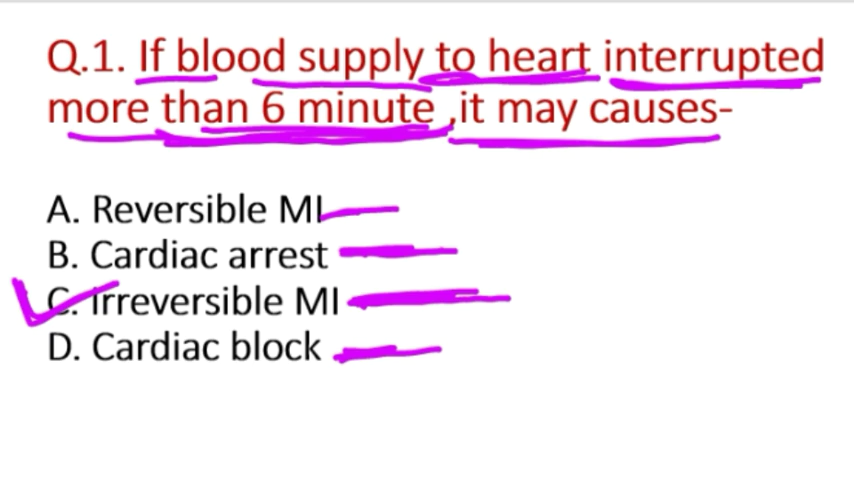 Q.1. If blood supply to heart interrupted
more than 6 minute ,it may causes-
A. Reversible MI
B. Cardiac arrest
C. Irreversible MI
D. Cardiac block